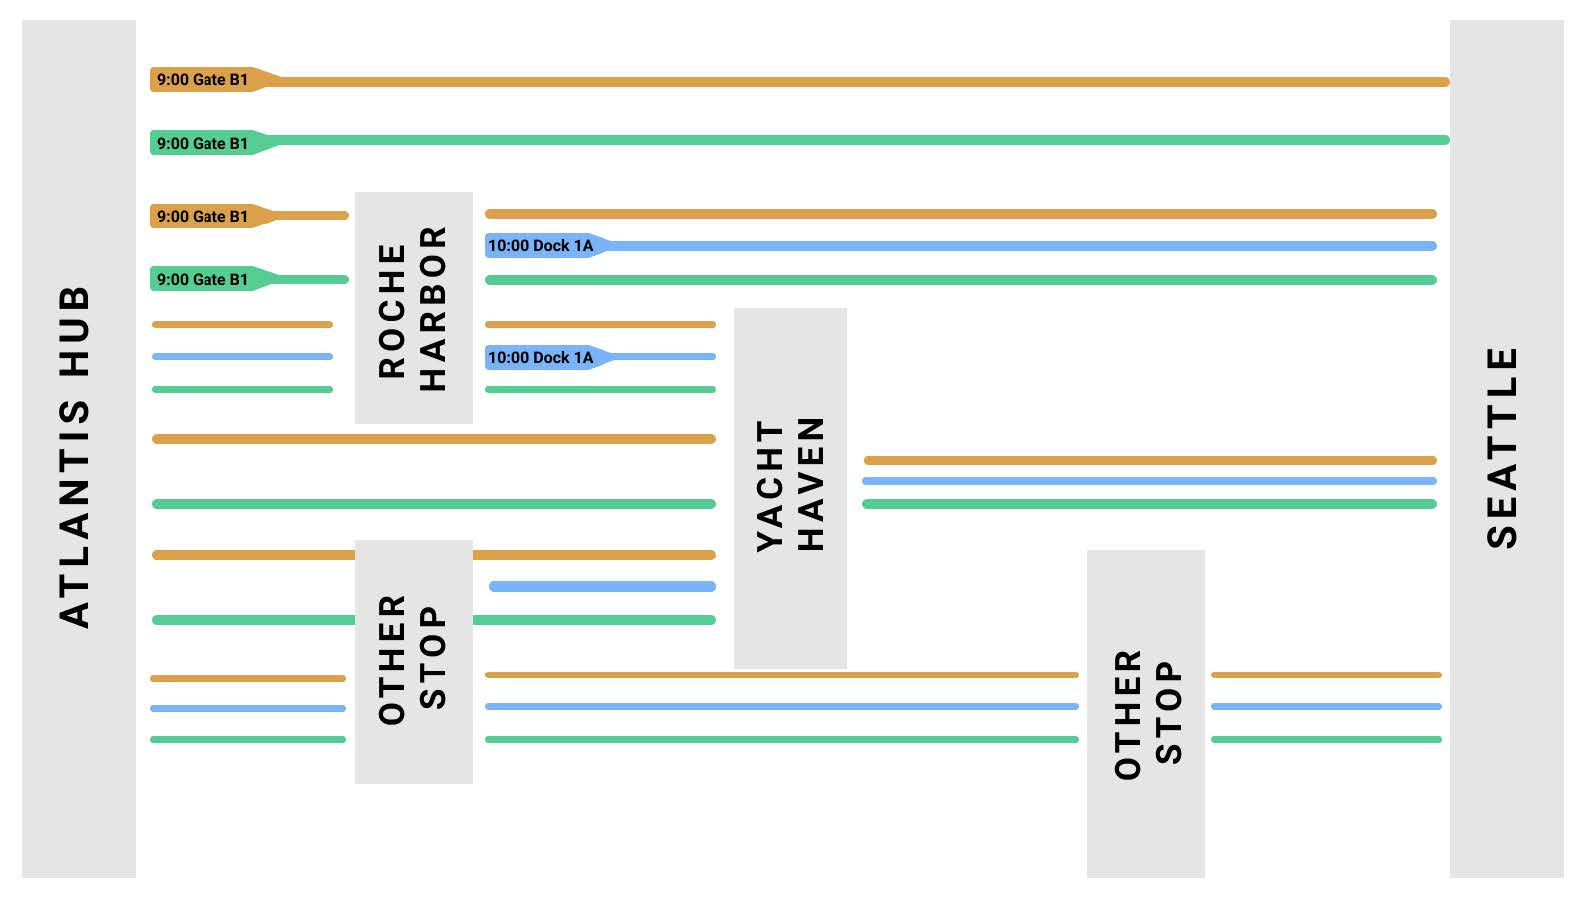 9:00 Gate B1
9:00 Gate B1
9:00 Gate B1
10:00 Dock 1A
9:00 Gate B1
10:00 Dock 1A
ATLANTIS HUB
ROCHE
HARBOR
YACHT
HAVEN
SEATTLE
OTHER
STOP
OTHER
STOP